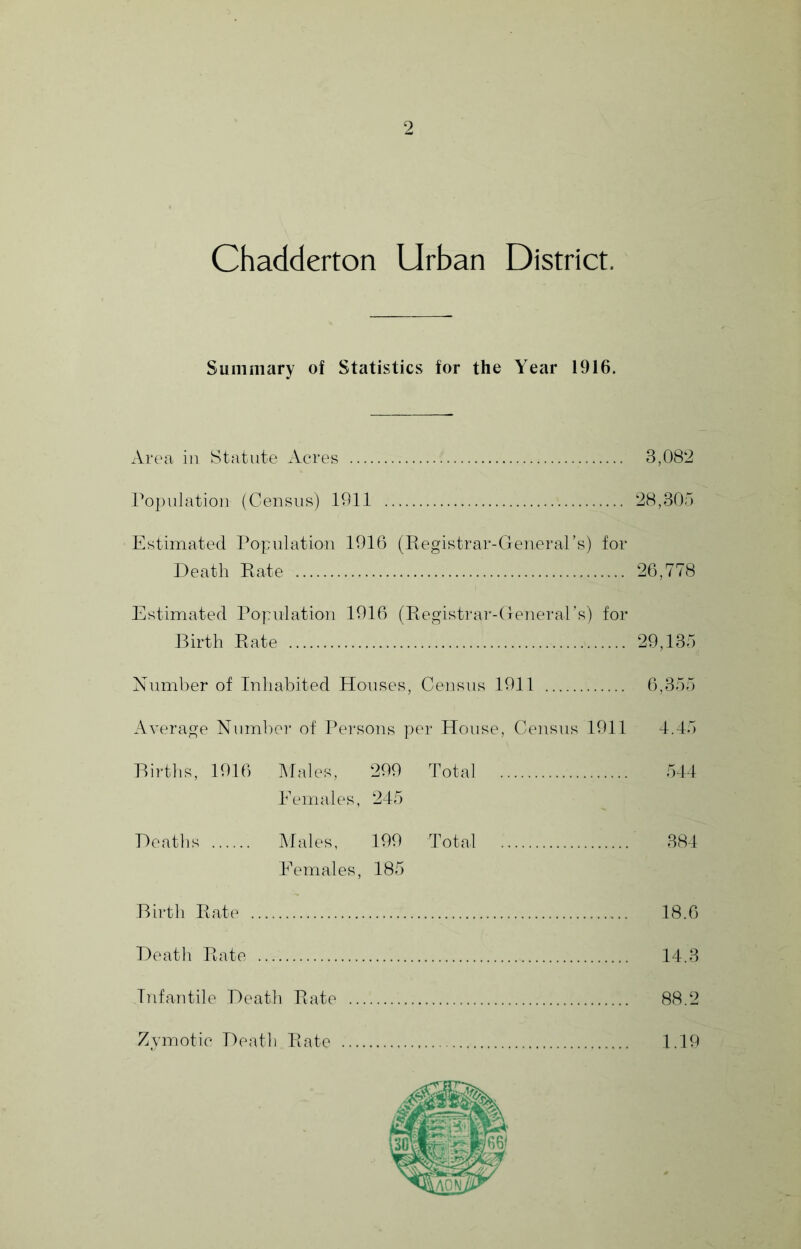 2
Chadderton Urban District.
Summary of Statistics for the Year 1916.
Area in Statute Acres ............ 3,082
Population (Census) 1911 ............ 28,305
Estimated Population 1916 (Registrar-General's) for
Death Rate ............ 26,778
Estimated Population 1916 (Registrar-General's) for
Birth Rate ............ 29,135
Number of Inhabited Houses, Census 1911 ............ 6,355
Average Number of Persons per House, Census 1911 4.45
Births, 1916 Males, 299 Total ............ 544
Females, 245
Deaths ...... Males, 199 Total ............ 384
Females, 185
Birth Rate ............ 18.6
Death Rate ............ 14.3
Infantile Death Rate ............ 88.2
Zymotic Death Rate ............ 1.19
30 66